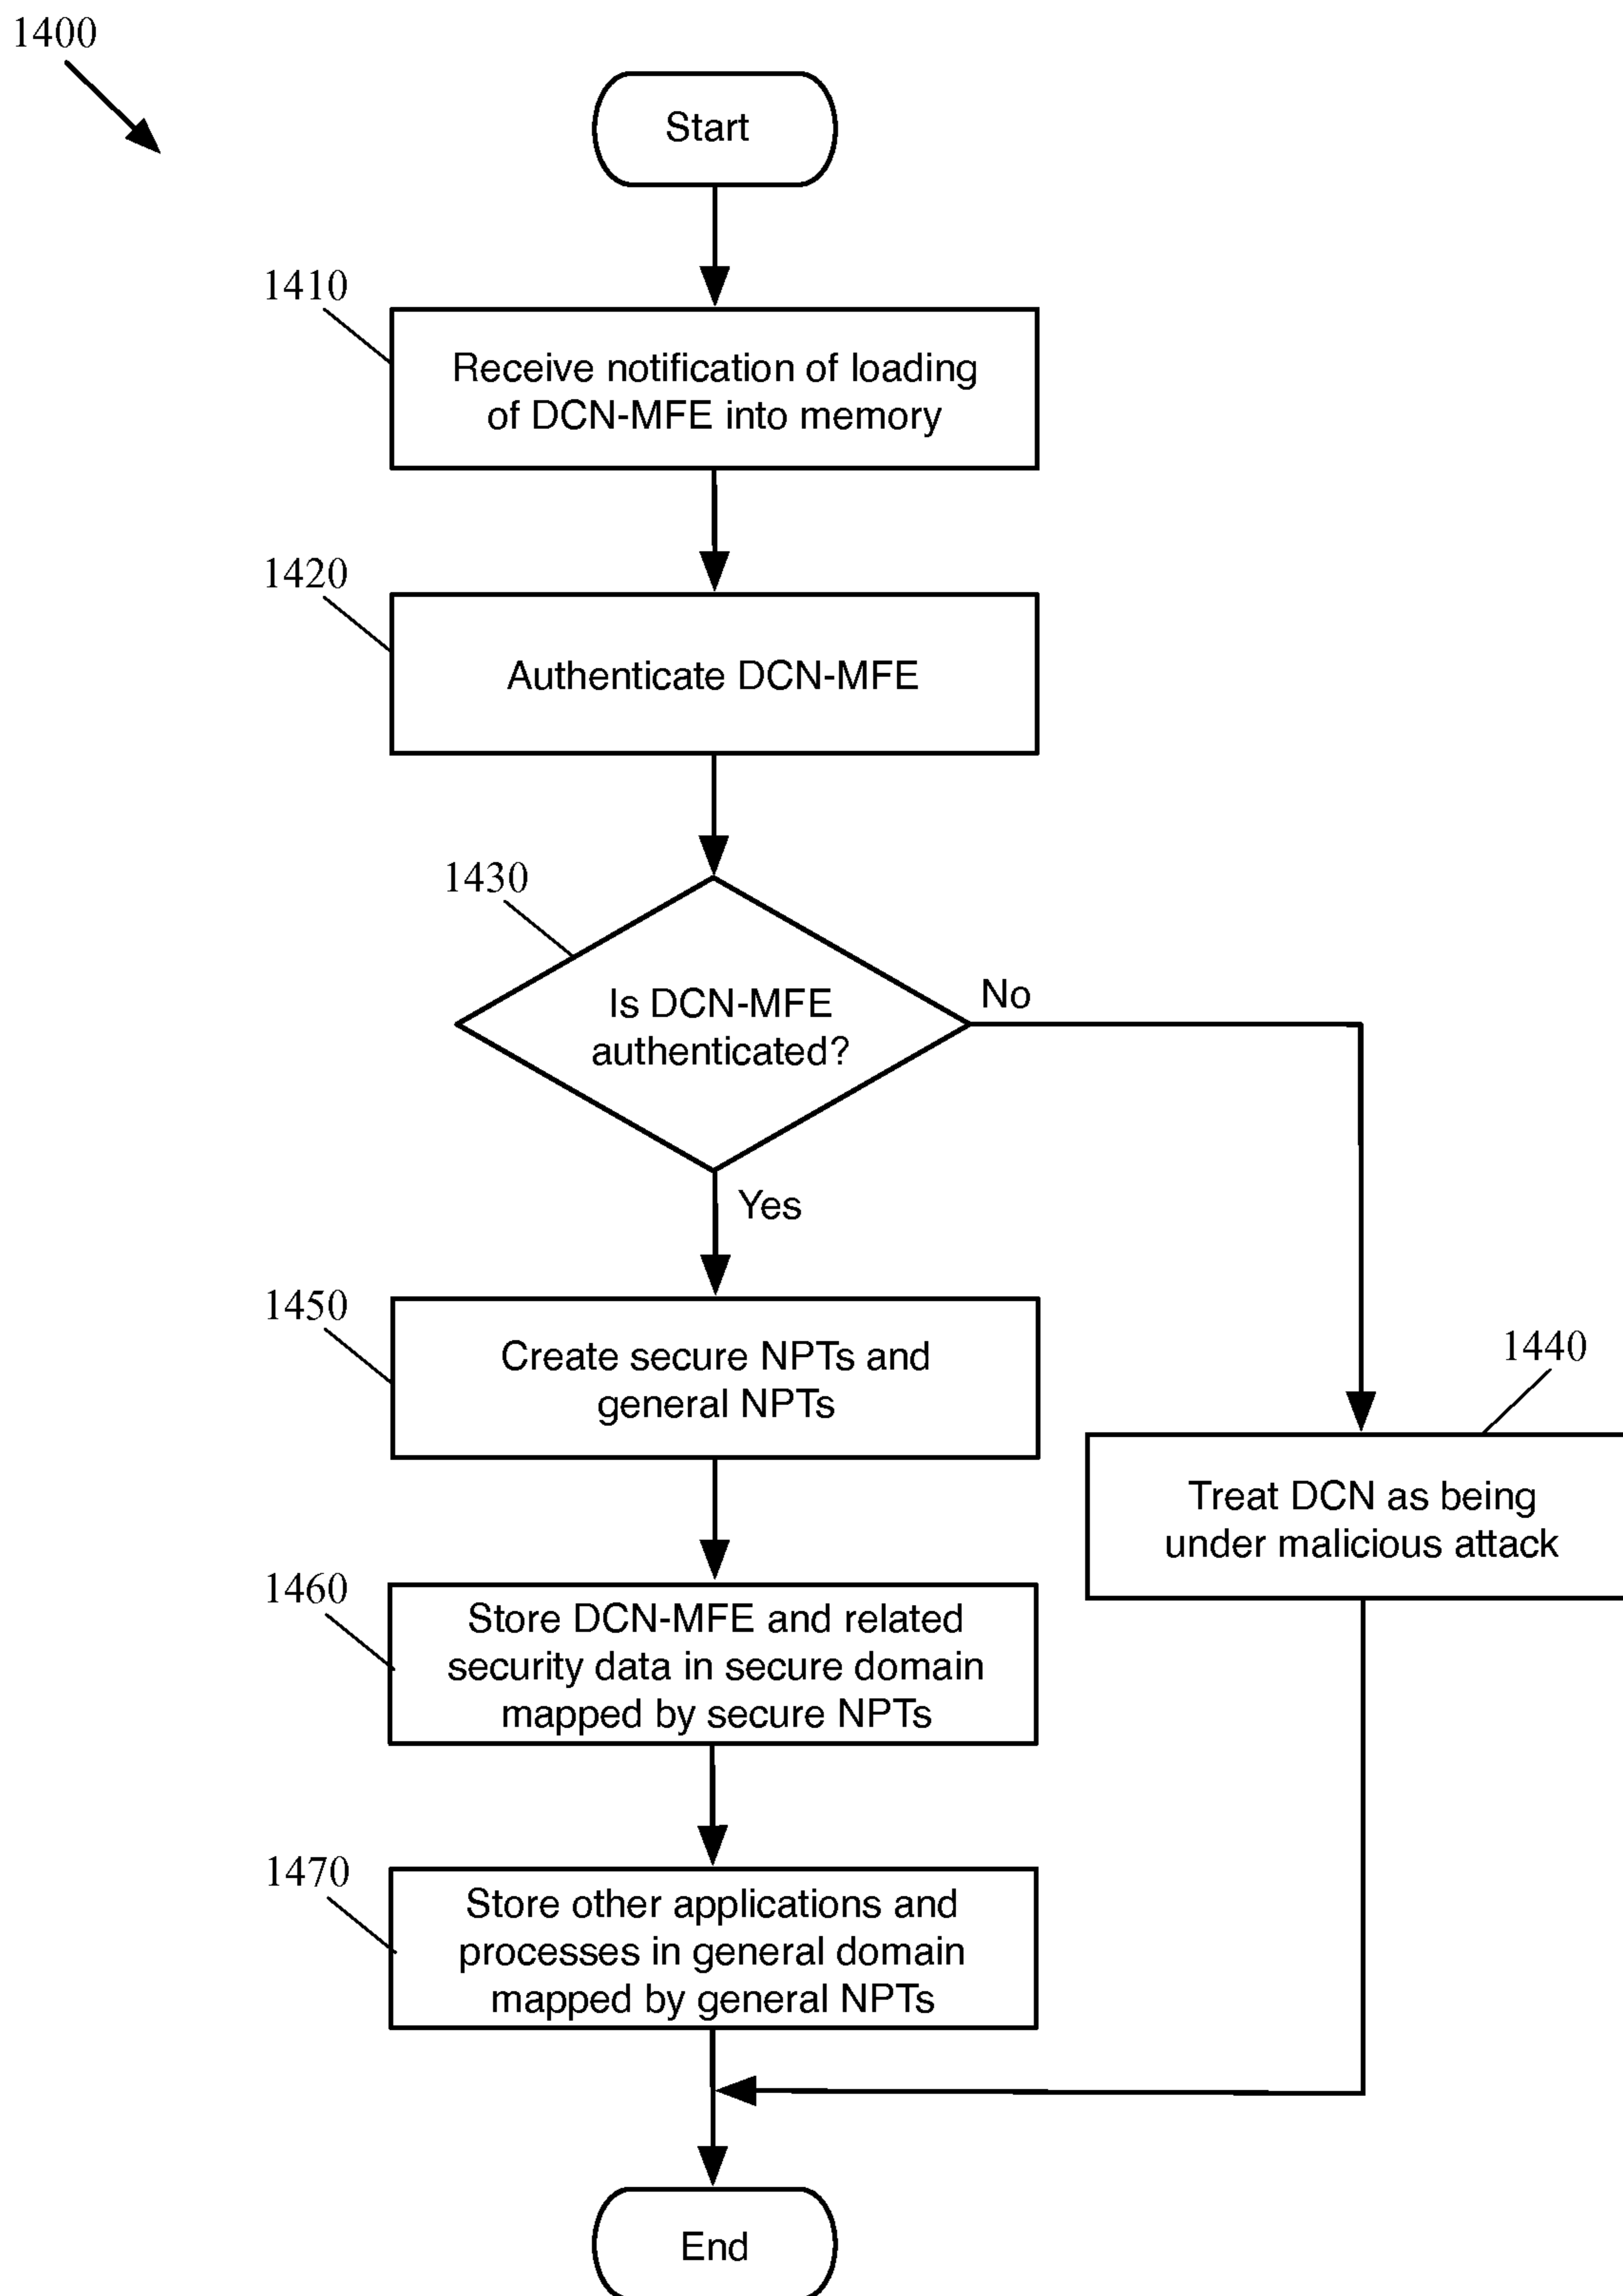 1400
Start
1410
Receive notification of loading
of DCN-MFE into memory
1420
Authenticate DCN-MFE
1430
Is DCN-MFE
authenticated?
No
Yes
1450
Create secure NPTs and
general NPTs
1440
Treat DCN as being
under malicious attack
1460
Store DCN-MFE and related
security data in secure domain
mapped by secure NPTs
1470
Store other applications and
processes in general domain
mapped by general NPTs
End